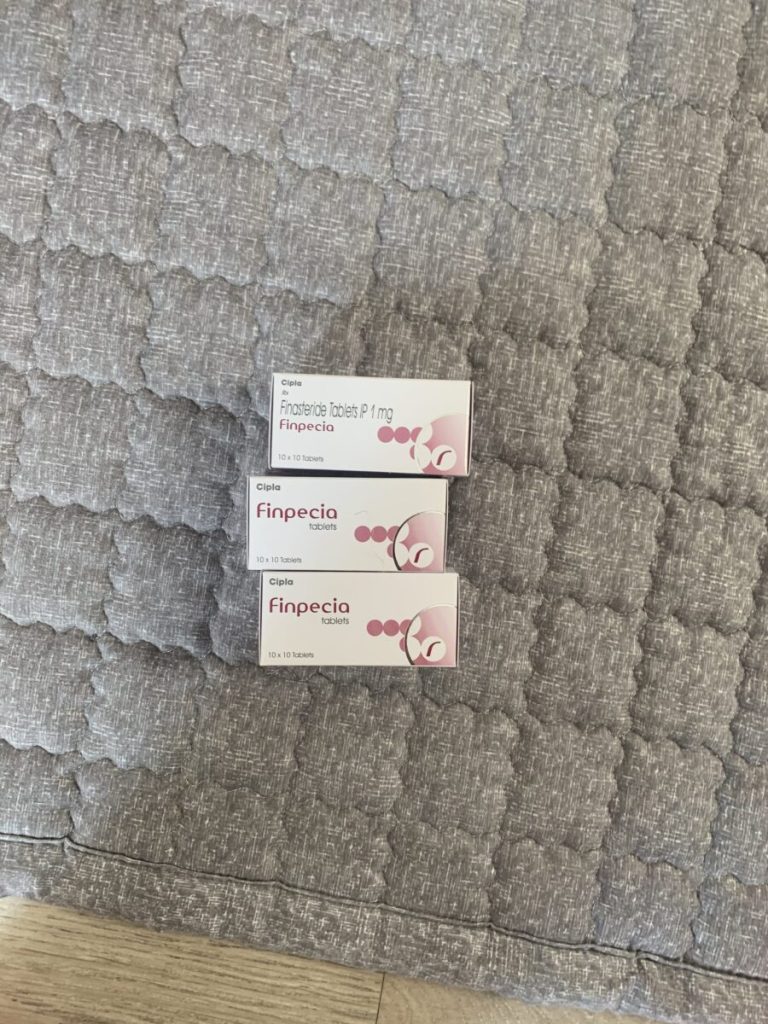 Cipla
Rx
Finasteride Tablets IP 1 mg
Finpecia
10 x 10 Tablets
Cipla
Finpecia
tablets
10 x 10 Tablets
Cipla
Finpecia
tablets
10 x 10 Tablets